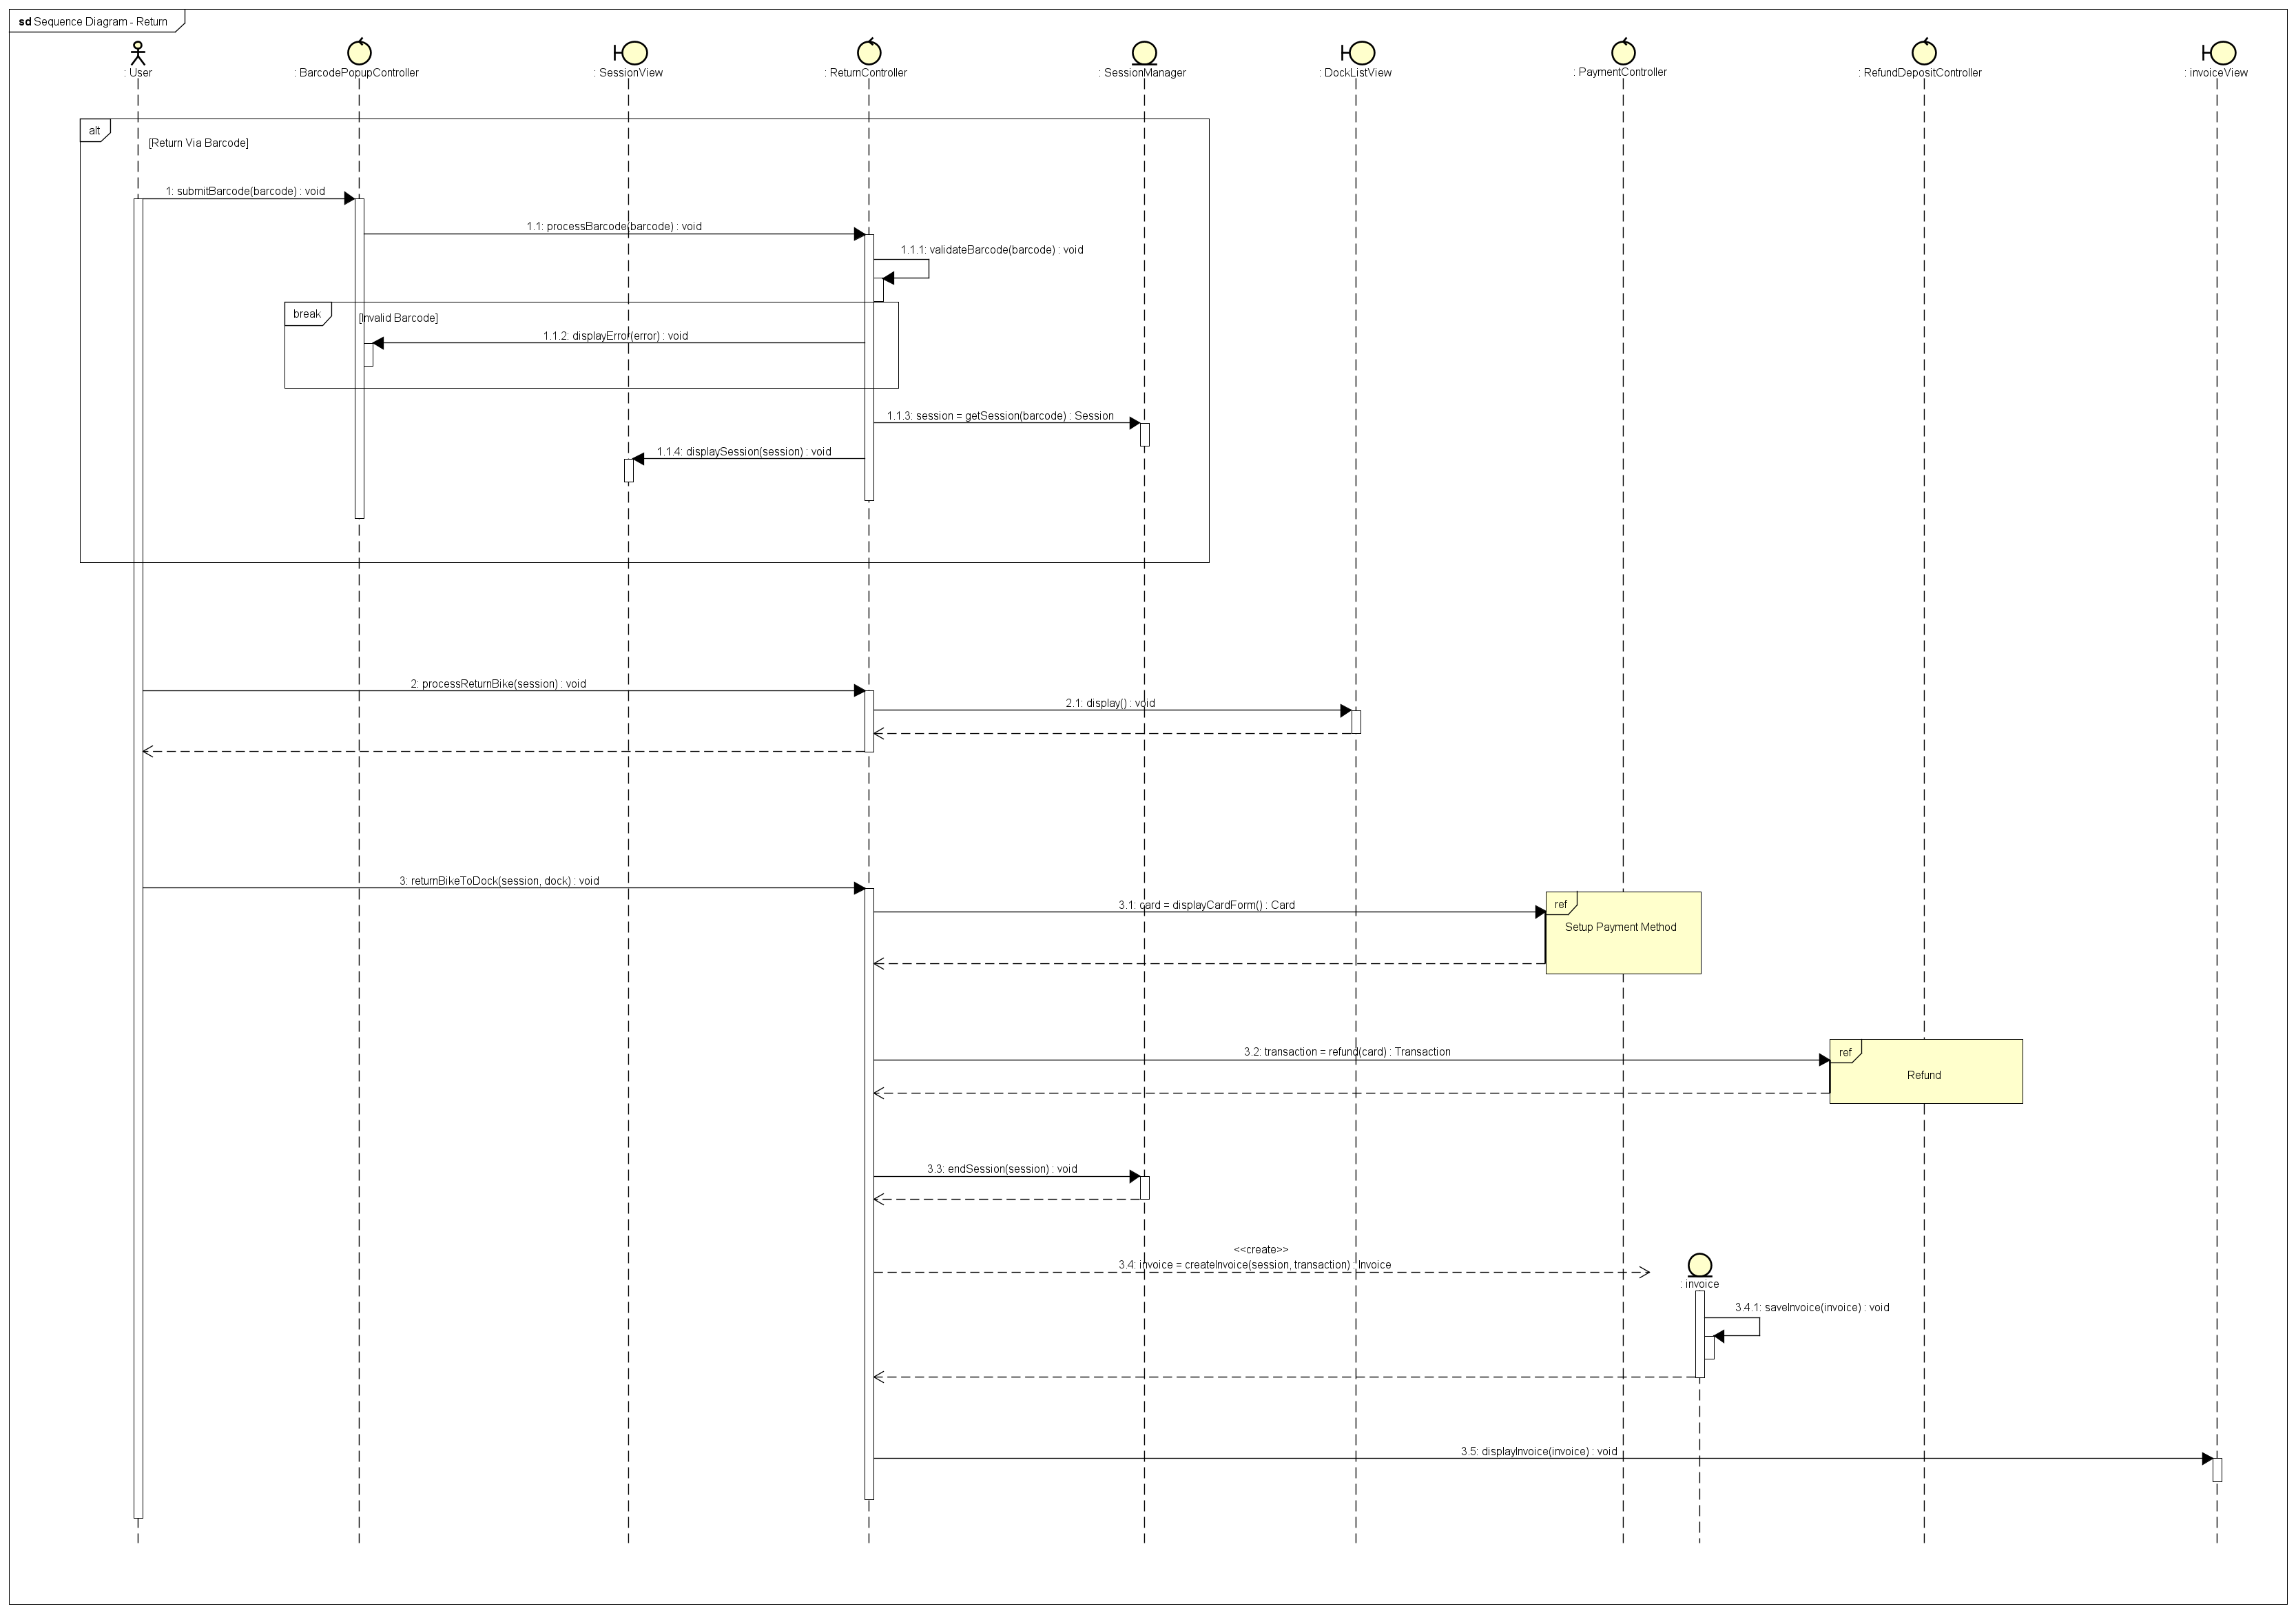 sd Sequence Diagram - Return
: User
: BarcodePopupController
: SessionView
: ReturnController
: SessionManager
: DockListView
: PaymentController
: RefundDepositController
: invoiceView
alt
[Return Via Barcode]
1: submitBarcode(barcode) : void
1.1: processBarcode(barcode) : void
1.1.1: validateBarcode(barcode) : void
break
[Invalid Barcode]
1.1.2: displayError(error) : void
1.1.3: session = getSession(barcode) : Session
1.1.4: displaySession(session) : void
2: processReturnBike(session) : void
2.1: display() : void
3: returnBikeToDock(session, dock) : void
3.1: card = displayCardForm() : Card
ref
Setup Payment Method
3.2: transaction = refund(card) : Transaction
ref
Refund
3.3: endSession(session) : void
<<create>>
3.4: invoice = createInvoice(session, transaction) : Invoice
: invoice
3.4.1: saveInvoice(invoice) : void
3.5: displayInvoice(invoice) : void